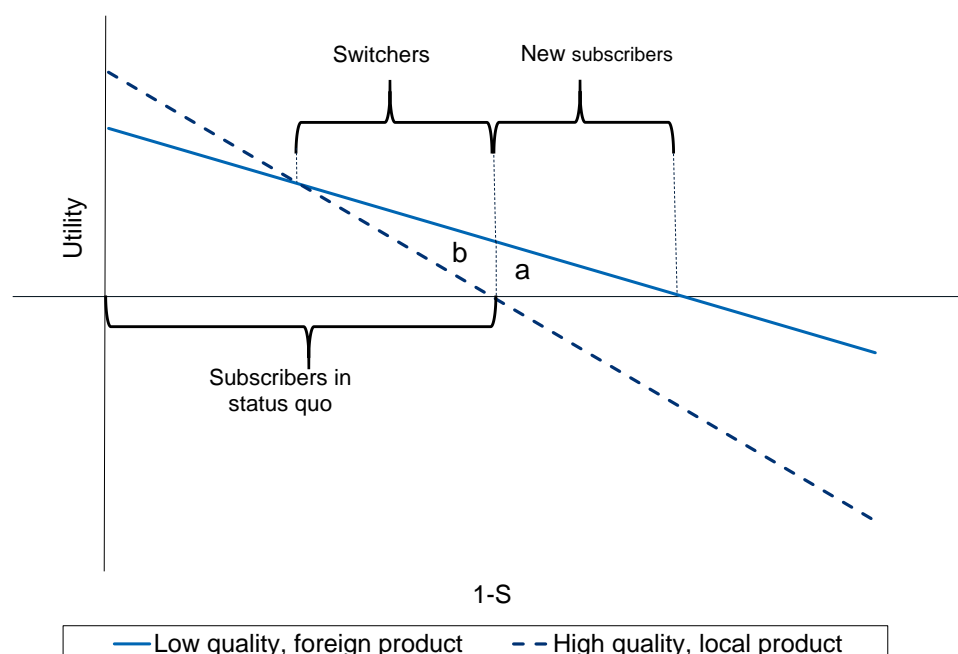 Switchers
New subscribers
Utility
b
a
Subscribers in
status quo
1-S
Low quality, foreign product
High quality, local product